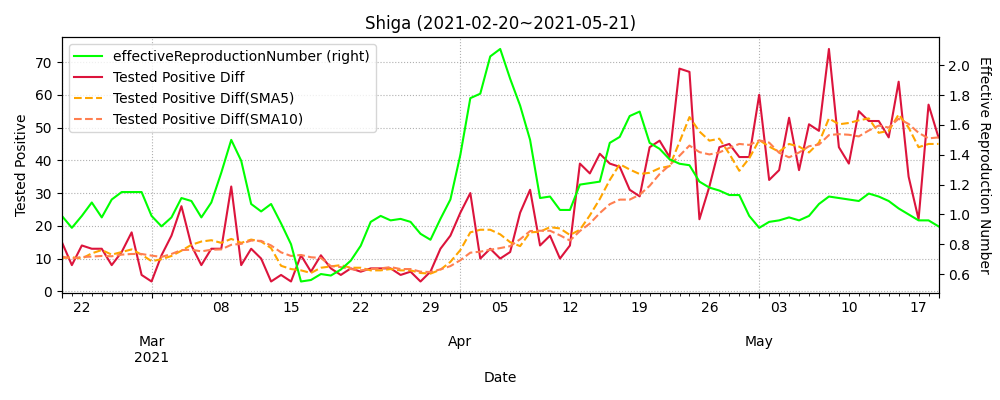 Shiga (2021-02-20~2021-05-21)
effectiveReproductionNumber (right)
Tested Positive Diff
Tested Positive Diff(SMA5)
Tested Positive Diff(SMA10)
Tested Positive
70
60
50
40
30
20
10
0
2.0
1.8
1.6
1.4
1.2
1.0
0.8
0.6
Effective Reproduction Number
22 08 15 22 29 05 12 19 26 03 10 17
Mar Apr May
2021
Date